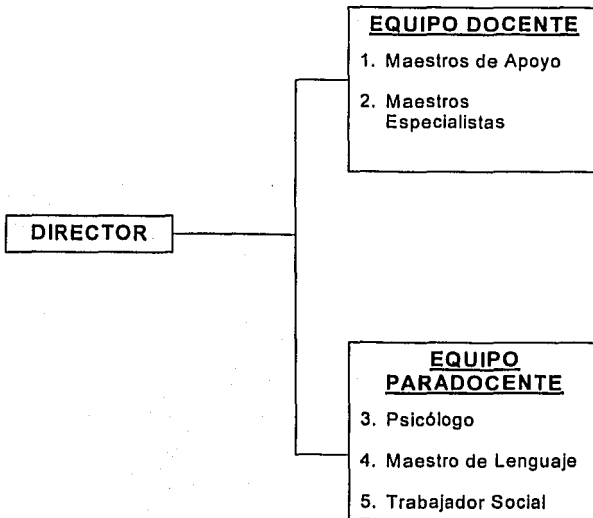 EQUIPO DOCENTE
1. Maestros de Apoyo
2. Maestros
Especialistas
DIRECTOR
EQUIPO
PARADOCENTE
3. Psicólogo
4. Maestro de Lenguaje
5. Trabajador Social